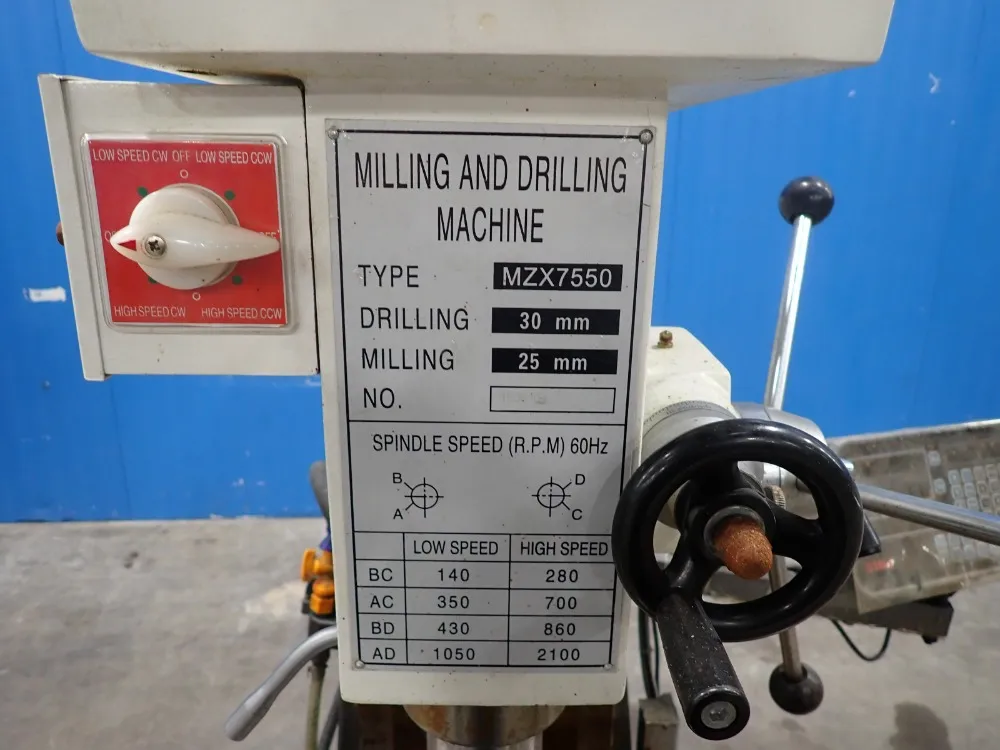 LOW SPEED CW OFF LOW SPEED CCW
HIGH SPEED CW HIGH SPEED CCW
MILLING AND DRILLING
MACHINE
TYPE MZX7550
DRILLING 30 mm
MILLING 25 mm
NO.
SPINDLE SPEED (R.P.M) 60Hz
B D
A C
LOW SPEED HIGH SPEED
BC 140 280
AC 350 700
BD 430 860
AD 1050 2100